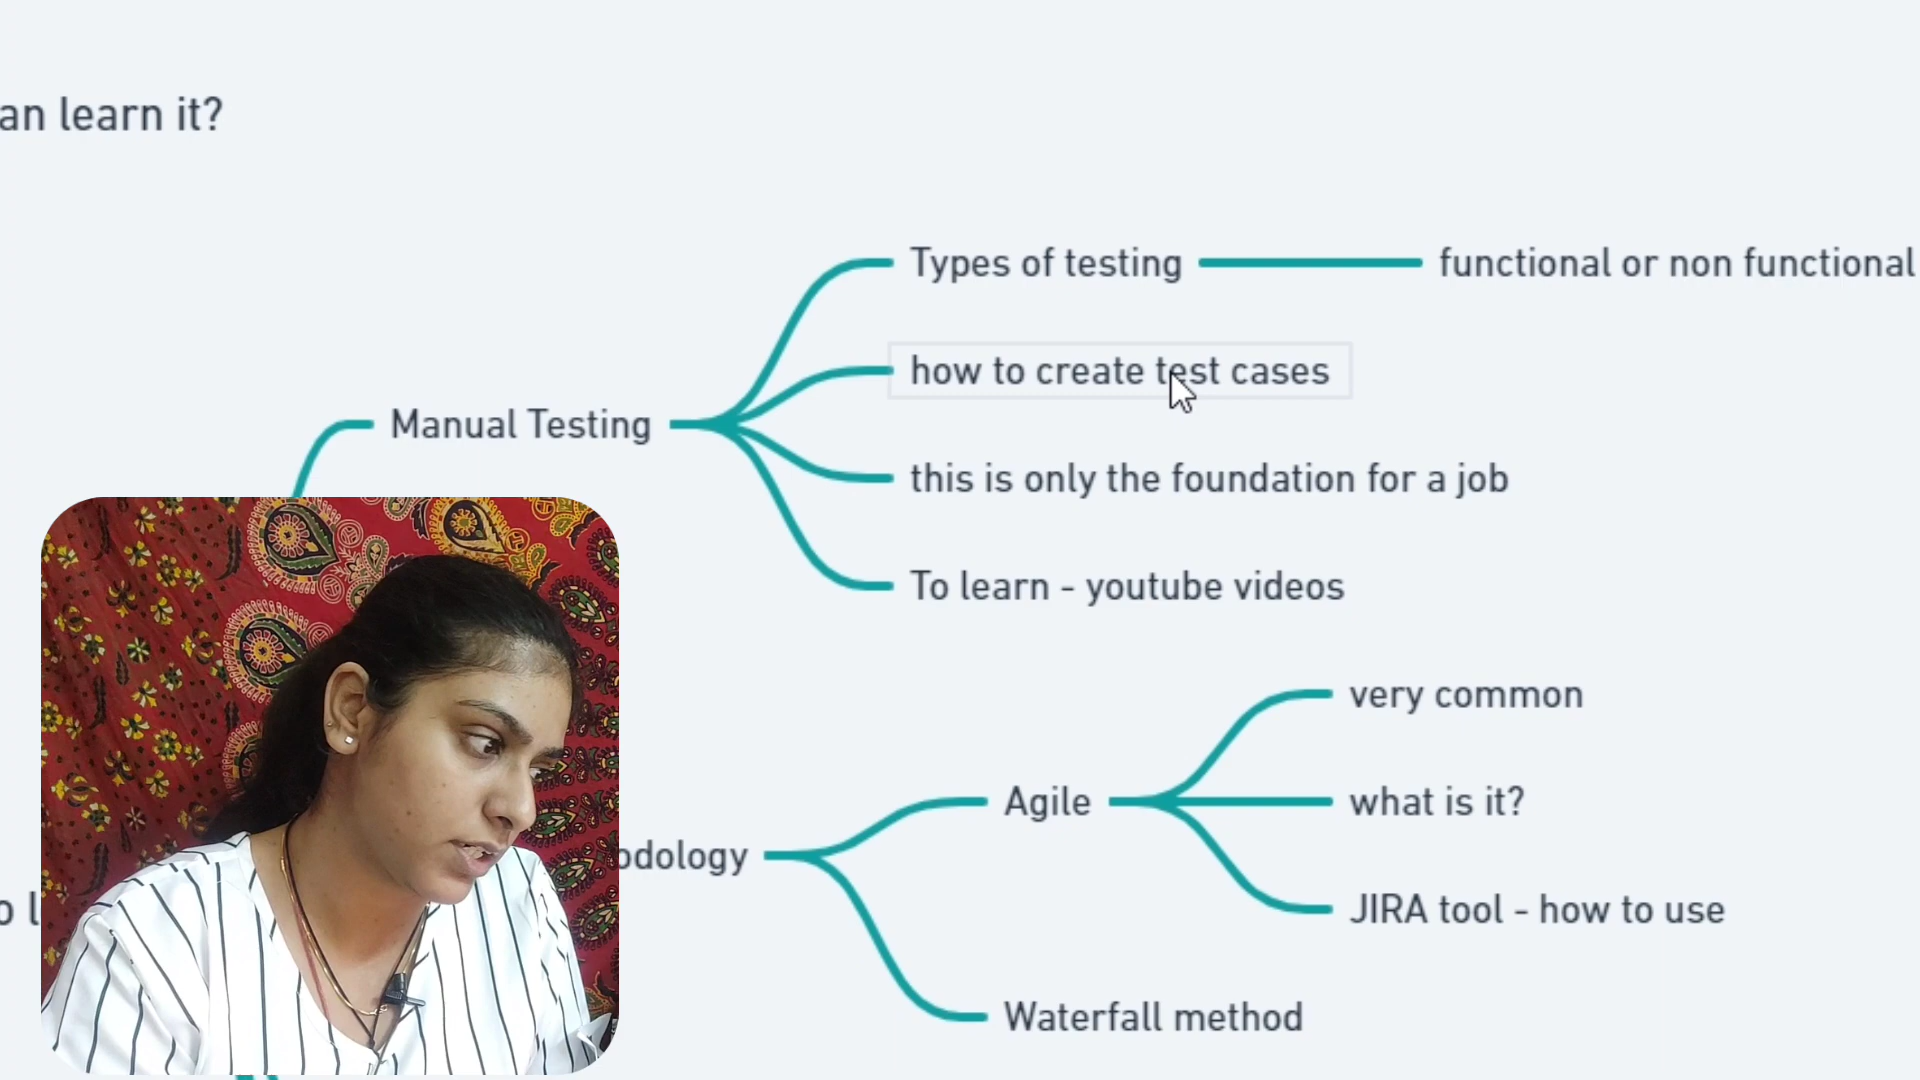 an learn it?
Types of testing
functional or non functional
how to create test cases
Manual Testing
this is only the foundation for a job
To learn - youtube videos
very common
Agile
what is it?
odology
JIRA tool - how to use
Waterfall method